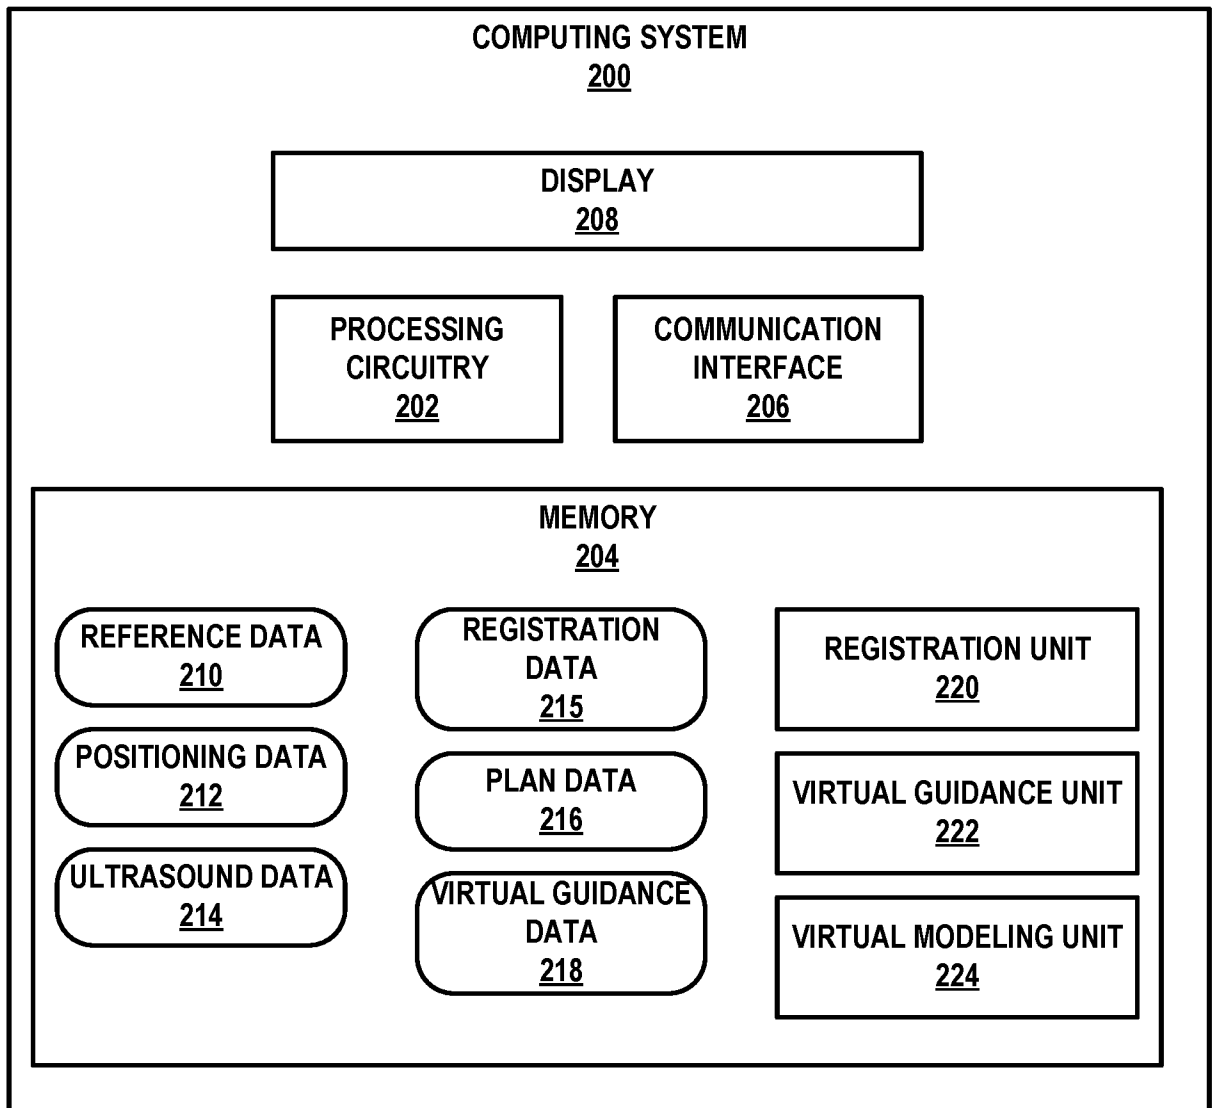 COMPUTING SYSTEM
200
DISPLAY
208
PROCESSING
CIRCUITRY
202
COMMUNICATION
INTERFACE
206
MEMORY
204
REFERENCE DATA
210
POSITIONING DATA
212
ULTRASOUND DATA
214
REGISTRATION
DATA
215
PLAN DATA
216
VIRTUAL GUIDANCE
DATA
218
REGISTRATION UNIT
220
VIRTUAL GUIDANCE UNIT
222
VIRTUAL MODELING UNIT
224